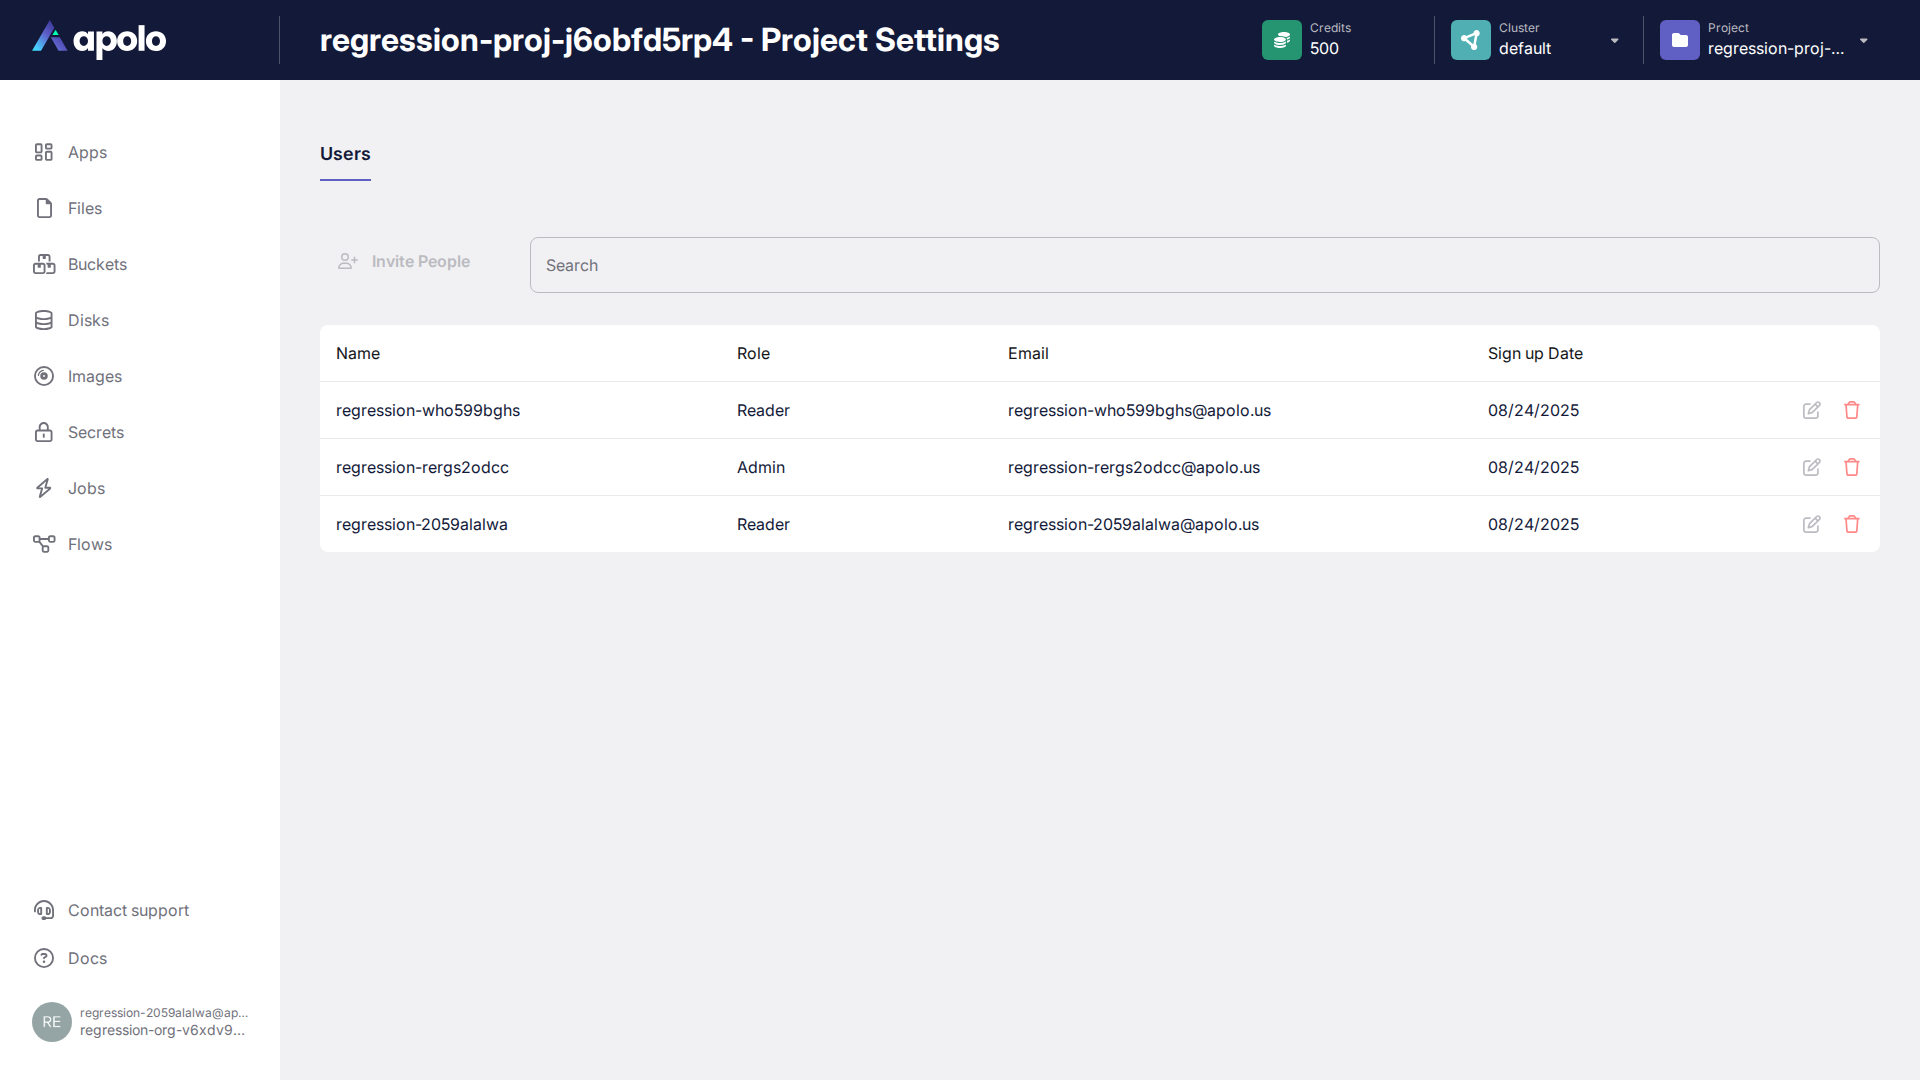 apolo
regression-proj-j6obfd5rp4 - Project Settings
Credits
500
Cluster
default
Project
regression-proj-...
Apps
Files
Buckets
Disks
Images
Secrets
Jobs
Flows
Contact support
Docs
RE
regression-2059alalwa@ap...
regression-org-v6xdv9...
Users
Invite People
Search
Name Role Email Sign up Date
regression-who599bghs Reader regression-who599bghs@apolo.us 08/24/2025
regression-rergs2odcc Admin regression-rergs2odcc@apolo.us 08/24/2025
regression-2059alalwa Reader regression-2059alalwa@apolo.us 08/24/2025